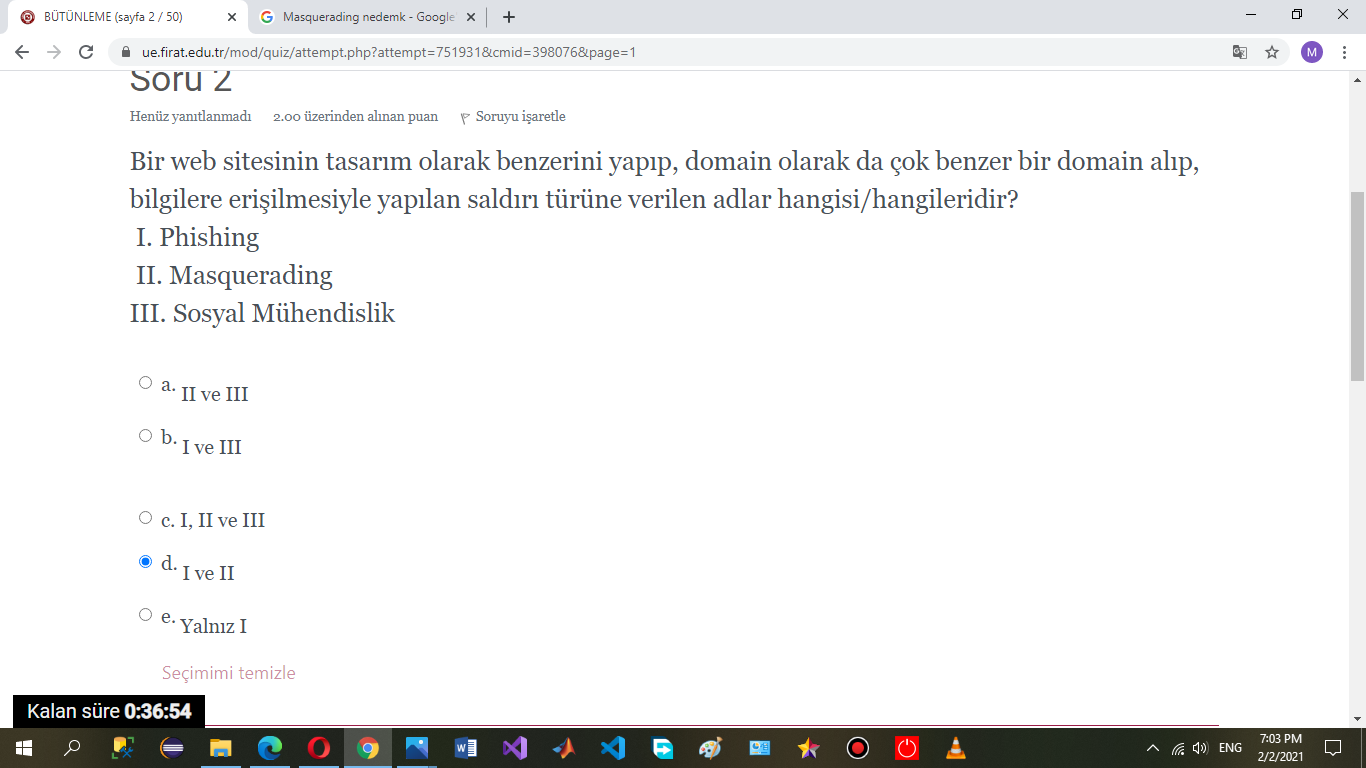 BÜTÜNLEME (sayfa 2 / 50)
Masquerading nedemk - Google
ue.firat.edu.tr/mod/quiz/attempt.php?attempt=751931&cmid=398076&page=1
M
Soru 2
Henüz yanıtlanmadı 2.00 üzerinden alınan puan Soruyu işaretle
Bir web sitesinin tasarım olarak benzerini yapıp, domain olarak da çok benzer bir domain alıp,
bilgilere erişilmesiyle yapılan saldırı türüne verilen adlar hangisi/hangileridir?
I. Phishing
II. Masquerading
III. Sosyal Mühendislik
a. II ve III
b. I ve III
c. I, II ve III
d. I ve II
e. Yalnız I
Seçimimi temizle
Kalan süre 0:36:54
ENG
7:03 PM
2/2/2021